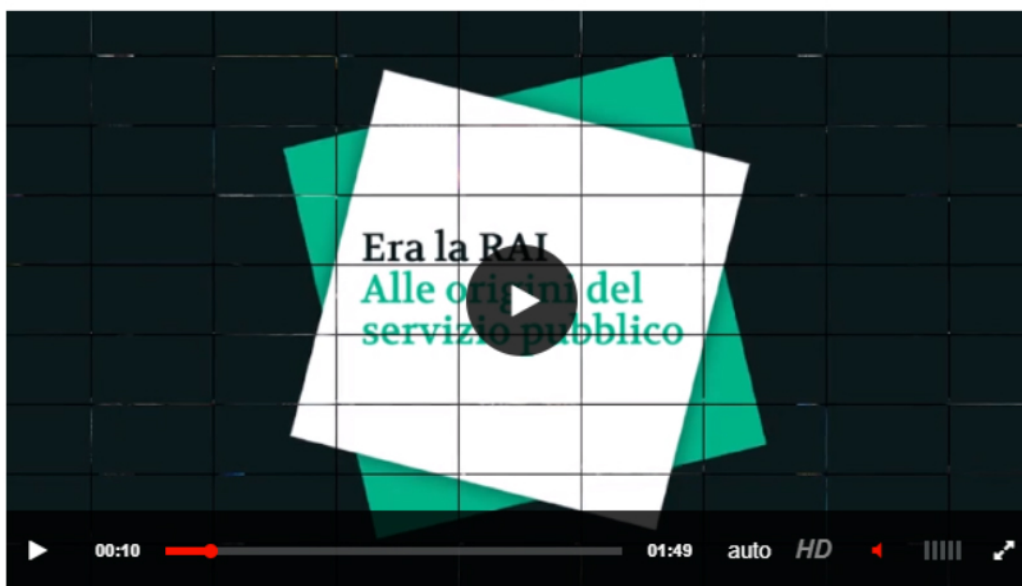 Era la RAI
Alle origini del
servizio pubblico
00:10
01:49
auto
HD